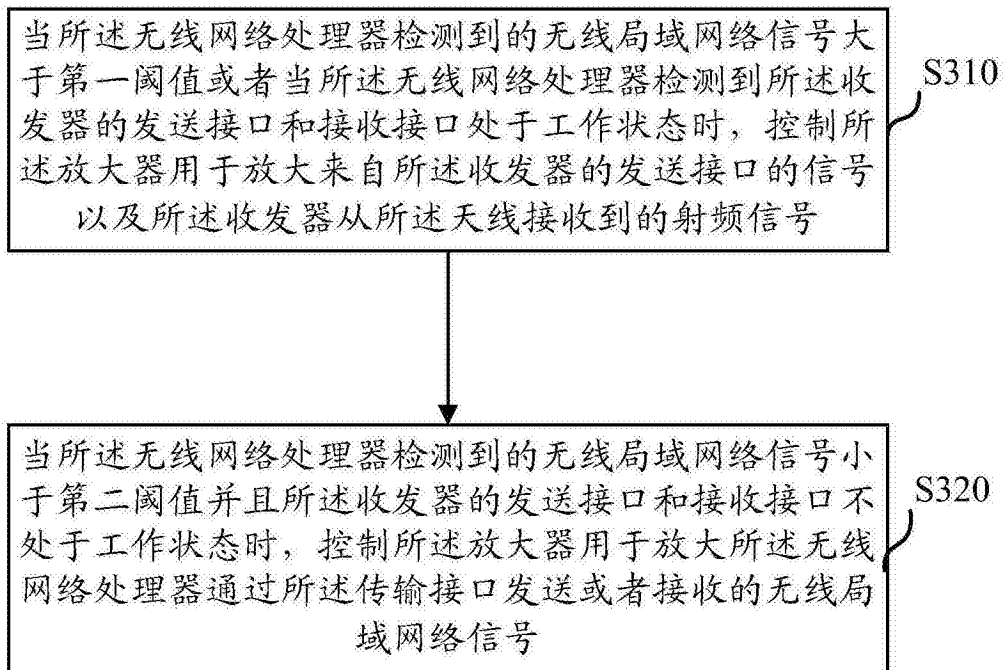 当所述无线网络处理器检测到的无线局域网络信号大
于第一阈值或者当所述无线网络处理器检测到所述收
发器的发送接口和接收接口处于工作状态时，控制所
述放大器用于放大来自所述收发器的发送接口的信号
以及所述收发器从所述天线接收到的射频信号
S310
当所述无线网络处理器检测到的无线局域网络信号小
于第二阈值并且所述收发器的发送接口和接收接口不
处于工作状态时，控制所述放大器用于放大所述无线
网络处理器通过所述传输接口发送或者接收的无线局
域网络信号
S320